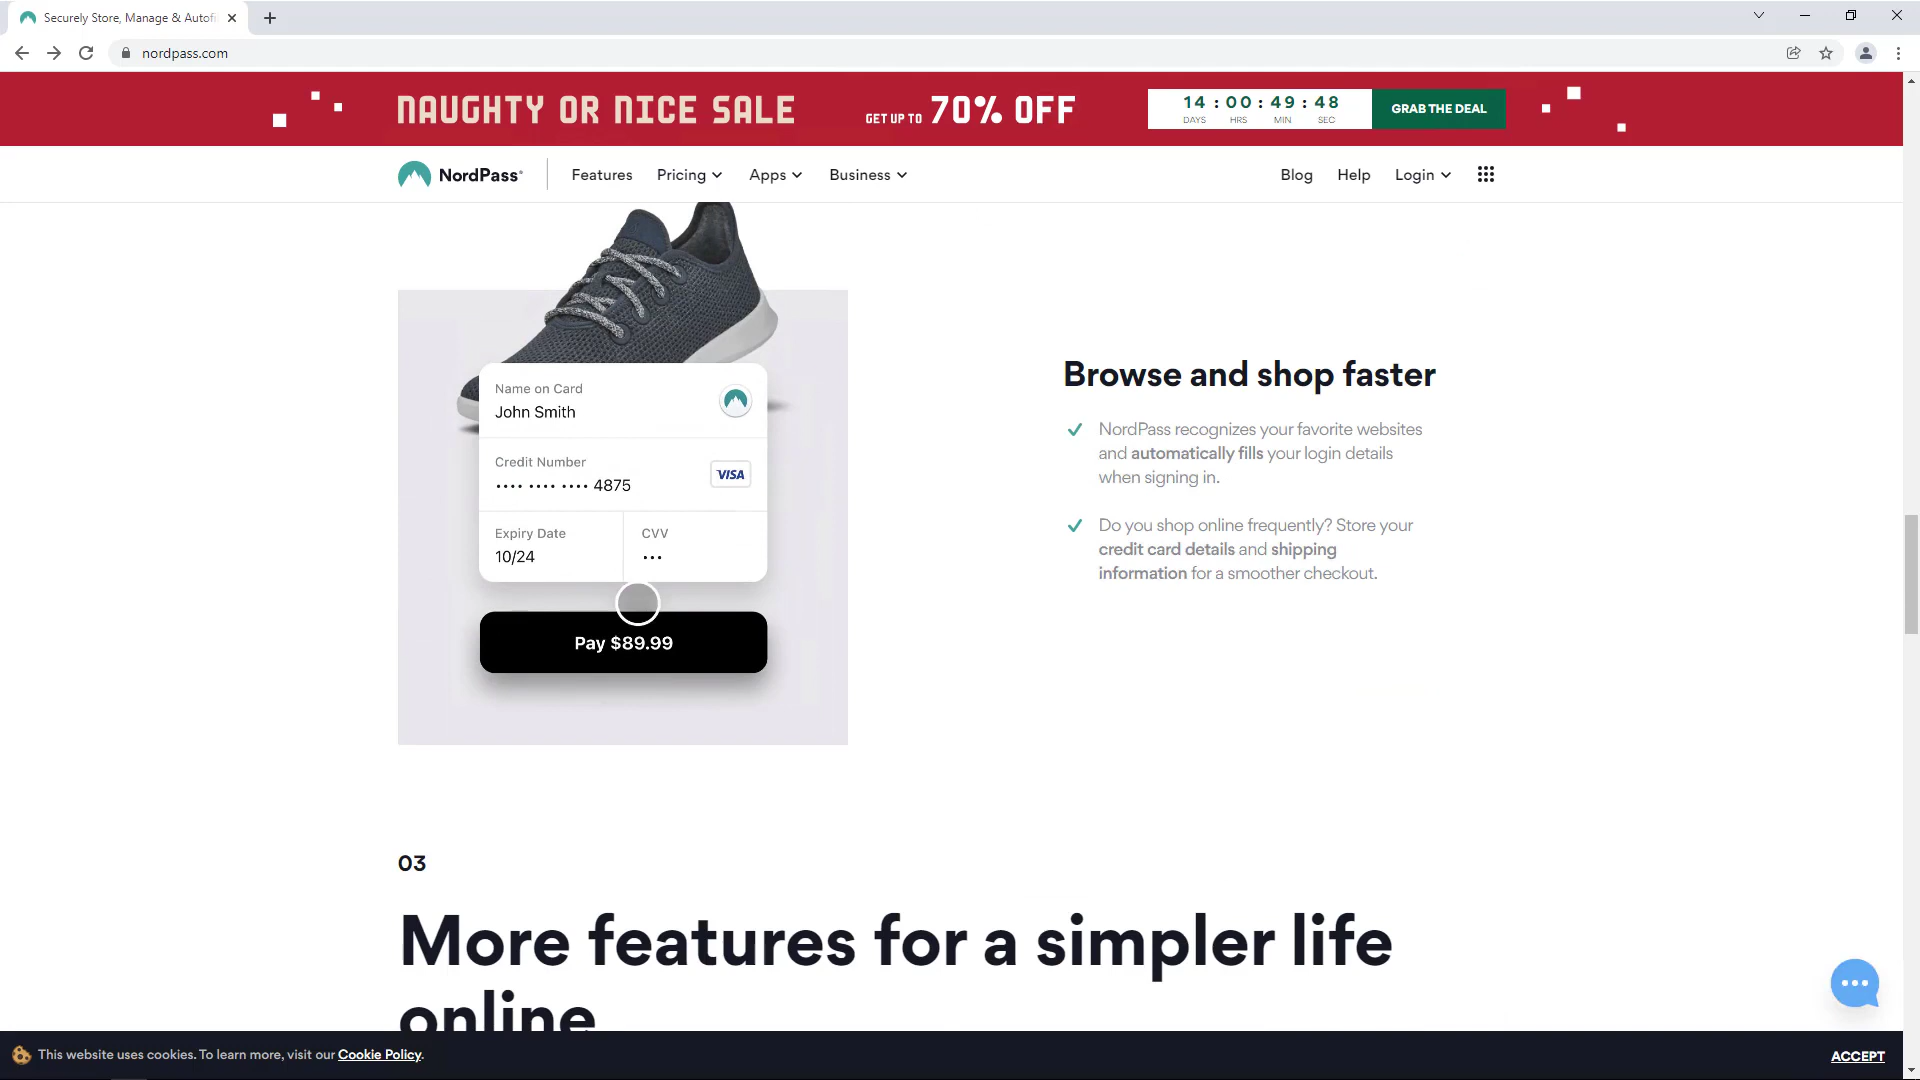 Securely Store, Manage & Autofi
nordpass.com
NAUGHTY OR NICE SALE
GET UP TO 70% OFF
14 : 00 : 49 : 48
DAYS HRS MIN SEC
GRAB THE DEAL
NordPass®
Features Pricing Apps Business Blog Help Login
Name on Card
John Smith
Credit Number
•••• •••• •••• 4875
VISA
Expiry Date
10/24
CVV
•••
Pay $89.99
Browse and shop faster
NordPass recognizes your favorite websites
and automatically fills your login details
when signing in.
Do you shop online frequently? Store your
credit card details and shipping
information for a smoother checkout.
03
More features for a simpler life
online
This website uses cookies. To learn more, visit our Cookie Policy.
ACCEPT